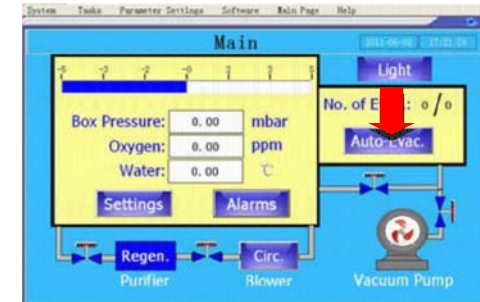 System Tasks Parameter Settings Software Main Page Help
Main
Light
No. of E : 0 / 0
Box Pressure: 0. 00 mbar
Auto-Evac.
Oxygen: 0. 00 ppm
Water: 0. 00 ℃
Settings Alarms
Regen. Circ.
Purifier Blower Vacuum Pump